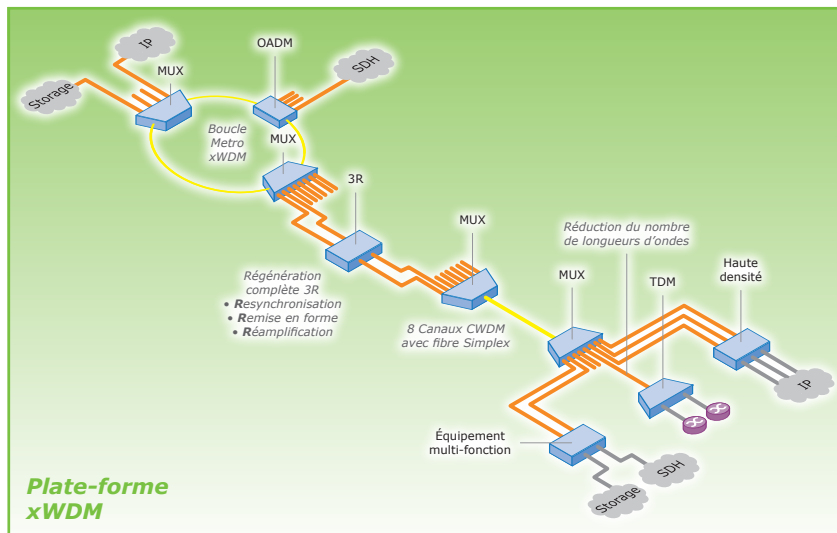 IP
OADM
MUX
SDH
Storage
Boucle
Metro
xWDM
MUX
3R
MUX
Réduction du nombre
de longueurs d'ondes
Haute
densité
MUX
TDM
Régénération
complète 3R
• Resynchronisation
• Remise en forme
• Réamplification
8 Canaux CWDM
avec fibre Simplex
IP
Équipement
multi-fonction
SDH
Storage
Plate-forme
xWDM